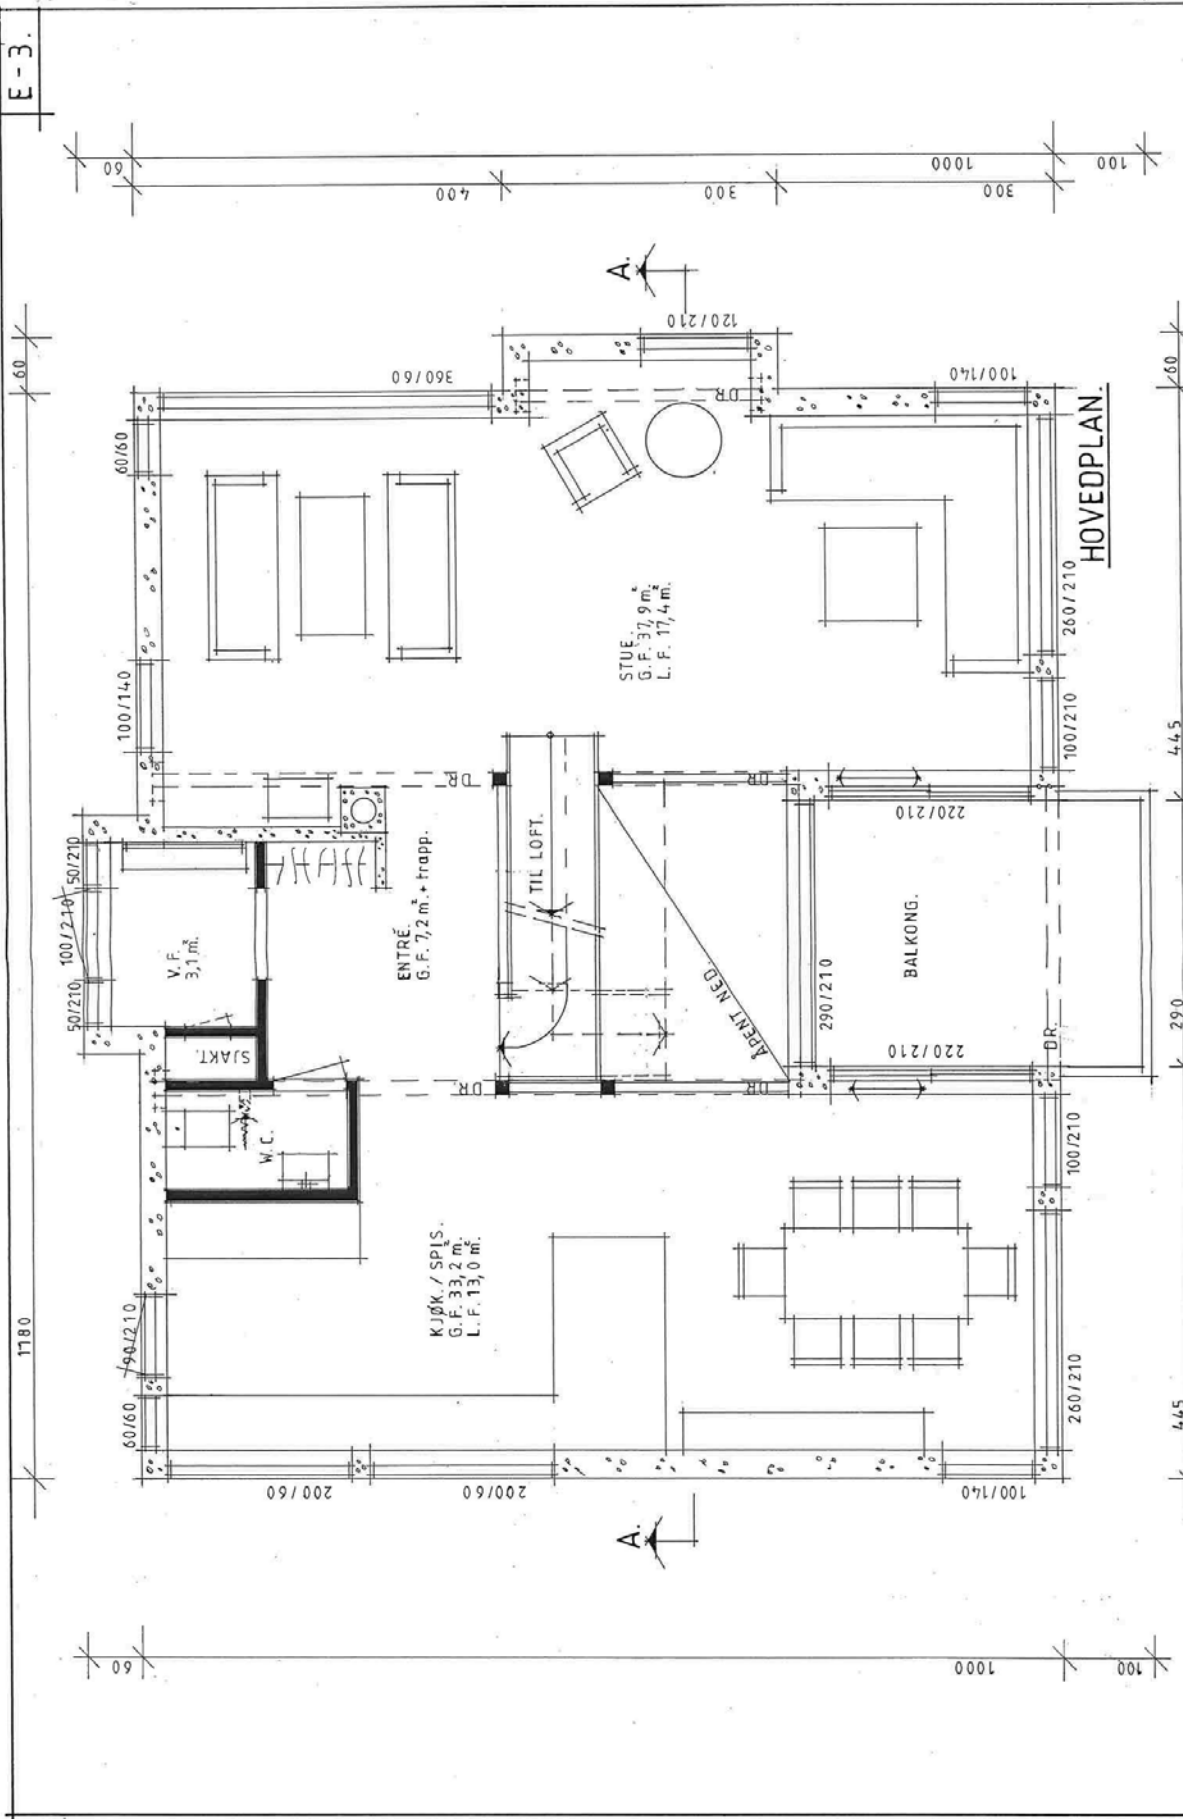 E-3.
1180
60
60
1000
100
400
300
300
60
1000
100
60/60
90/210
50/210
100/210
50/210
100/140
60/60
200/60
200/60
100/140
360/60
120/210
100/140
V.F.
3,1 m².
SJAKT.
W.C.
ENTRÉ.
G.F. 7,2 m². + trapp.
KJØK./SPIS.
G.F. 33,2 m².
L.F. 13,0 m².
STUE.
G.F. 37,9 m².
L.F. 17,4 m².
TIL LOFT.
ÅPENT NED.
BALKONG.
DR
DR
DR
DR
DR
DR.
290/210
220/210
220/210
260/210
100/210
100/210
260/210
A.
A.
445
290
445
60
HOVEDPLAN.